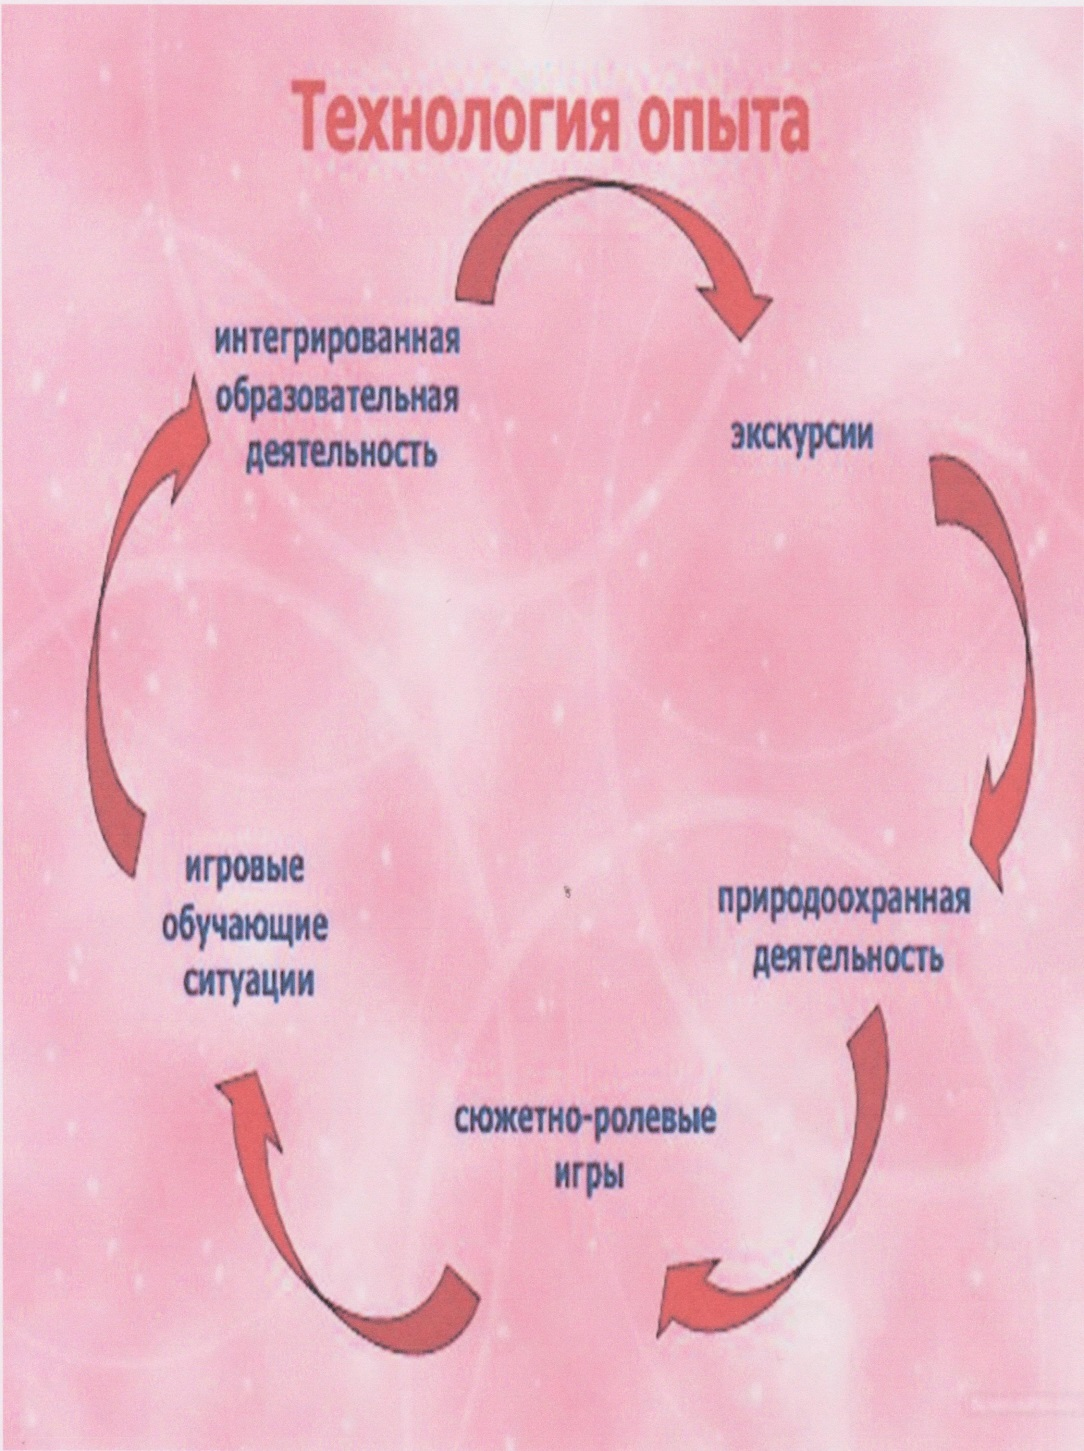 Технология опыта
интегрированная
образовательная
деятельность
экскурсии
природоохранная
деятельность
сюжетно-ролевые
игры
игровые
обучающие
ситуации